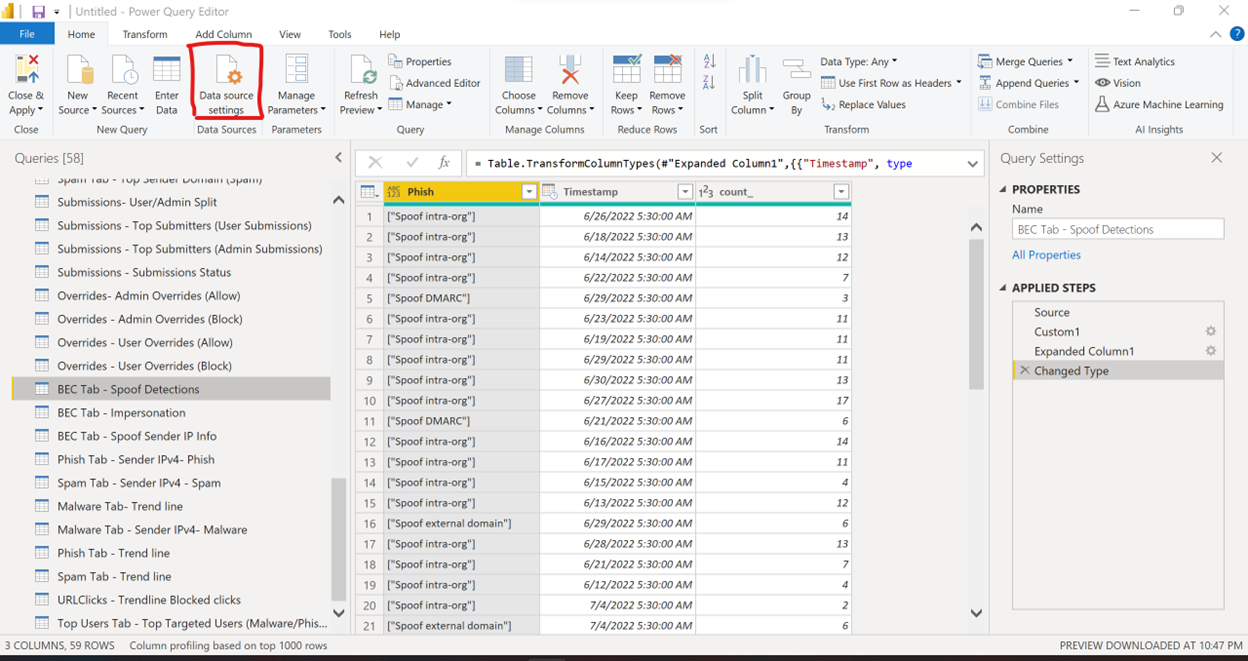 Untitled - Power Query Editor
File Home Transform Add Column View Tools Help
Close & Apply
New Source
Recent Sources
Enter Data
Data source settings
Manage Parameters
Refresh Preview
Properties
Advanced Editor
Manage
Choose Columns
Remove Columns
Keep Rows
Remove Rows
A Z
Z A
Split Column
Group By
Data Type: Any
Use First Row as Headers
1 2 Replace Values
Merge Queries
Append Queries
Combine Files
Text Analytics
Vision
Azure Machine Learning
Close New Query Data Sources Parameters Query Manage Columns Reduce Rows Sort Transform Combine AI Insights
Queries [58]
Spam Tab - Top Sender Domain (Spam)
Submissions- User/Admin Split
Submissions - Top Submitters (User Submissions)
Submissions - Top Submitters (Admin Submissions)
Submissions - Submissions Status
Overrides- Admin Overrides (Allow)
Overrides - Admin Overrides (Block)
Overrides - User Overrides (Allow)
Overrides - User Overrides (Block)
BEC Tab - Spoof Detections
BEC Tab - Impersonation
BEC Tab - Spoof Sender IP Info
Phish Tab - Sender IPv4- Phish
Spam Tab - Sender IPv4 - Spam
Malware Tab- Trend line
Malware Tab - Sender IPv4- Malware
Phish Tab - Trend line
Spam Tab - Trend line
URLClicks - Trendline Blocked clicks
Top Users Tab - Top Targeted Users (Malware/Phis...
fx = Table.TransformColumnTypes(#"Expanded Column1",{{"Timestamp", type
ABC 123 Phish Timestamp 1 2 3 count_
1 ["Spoof intra-org"] 6/26/2022 5:30:00 AM 14
2 ["Spoof intra-org"] 6/18/2022 5:30:00 AM 13
3 ["Spoof intra-org"] 6/14/2022 5:30:00 AM 12
4 ["Spoof intra-org"] 6/22/2022 5:30:00 AM 7
5 ["Spoof DMARC"] 6/29/2022 5:30:00 AM 3
6 ["Spoof intra-org"] 6/23/2022 5:30:00 AM 11
7 ["Spoof intra-org"] 6/19/2022 5:30:00 AM 11
8 ["Spoof intra-org"] 6/29/2022 5:30:00 AM 11
9 ["Spoof intra-org"] 6/30/2022 5:30:00 AM 13
10 ["Spoof intra-org"] 6/27/2022 5:30:00 AM 17
11 ["Spoof DMARC"] 6/21/2022 5:30:00 AM 6
12 ["Spoof intra-org"] 6/16/2022 5:30:00 AM 14
13 ["Spoof intra-org"] 6/17/2022 5:30:00 AM 11
14 ["Spoof intra-org"] 6/15/2022 5:30:00 AM 4
15 ["Spoof intra-org"] 6/13/2022 5:30:00 AM 12
16 ["Spoof external domain"] 6/29/2022 5:30:00 AM 6
17 ["Spoof intra-org"] 6/28/2022 5:30:00 AM 13
18 ["Spoof intra-org"] 6/21/2022 5:30:00 AM 7
19 ["Spoof intra-org"] 6/12/2022 5:30:00 AM 4
20 ["Spoof intra-org"] 7/4/2022 5:30:00 AM 2
21 ["Spoof external domain"] 7/4/2022 5:30:00 AM 6
Query Settings
PROPERTIES
Name
BEC Tab - Spoof Detections
All Properties
APPLIED STEPS
Source
Custom1
Expanded Column1
Changed Type
3 COLUMNS, 59 ROWS Column profiling based on top 1000 rows
PREVIEW DOWNLOADED AT 10:47 PM